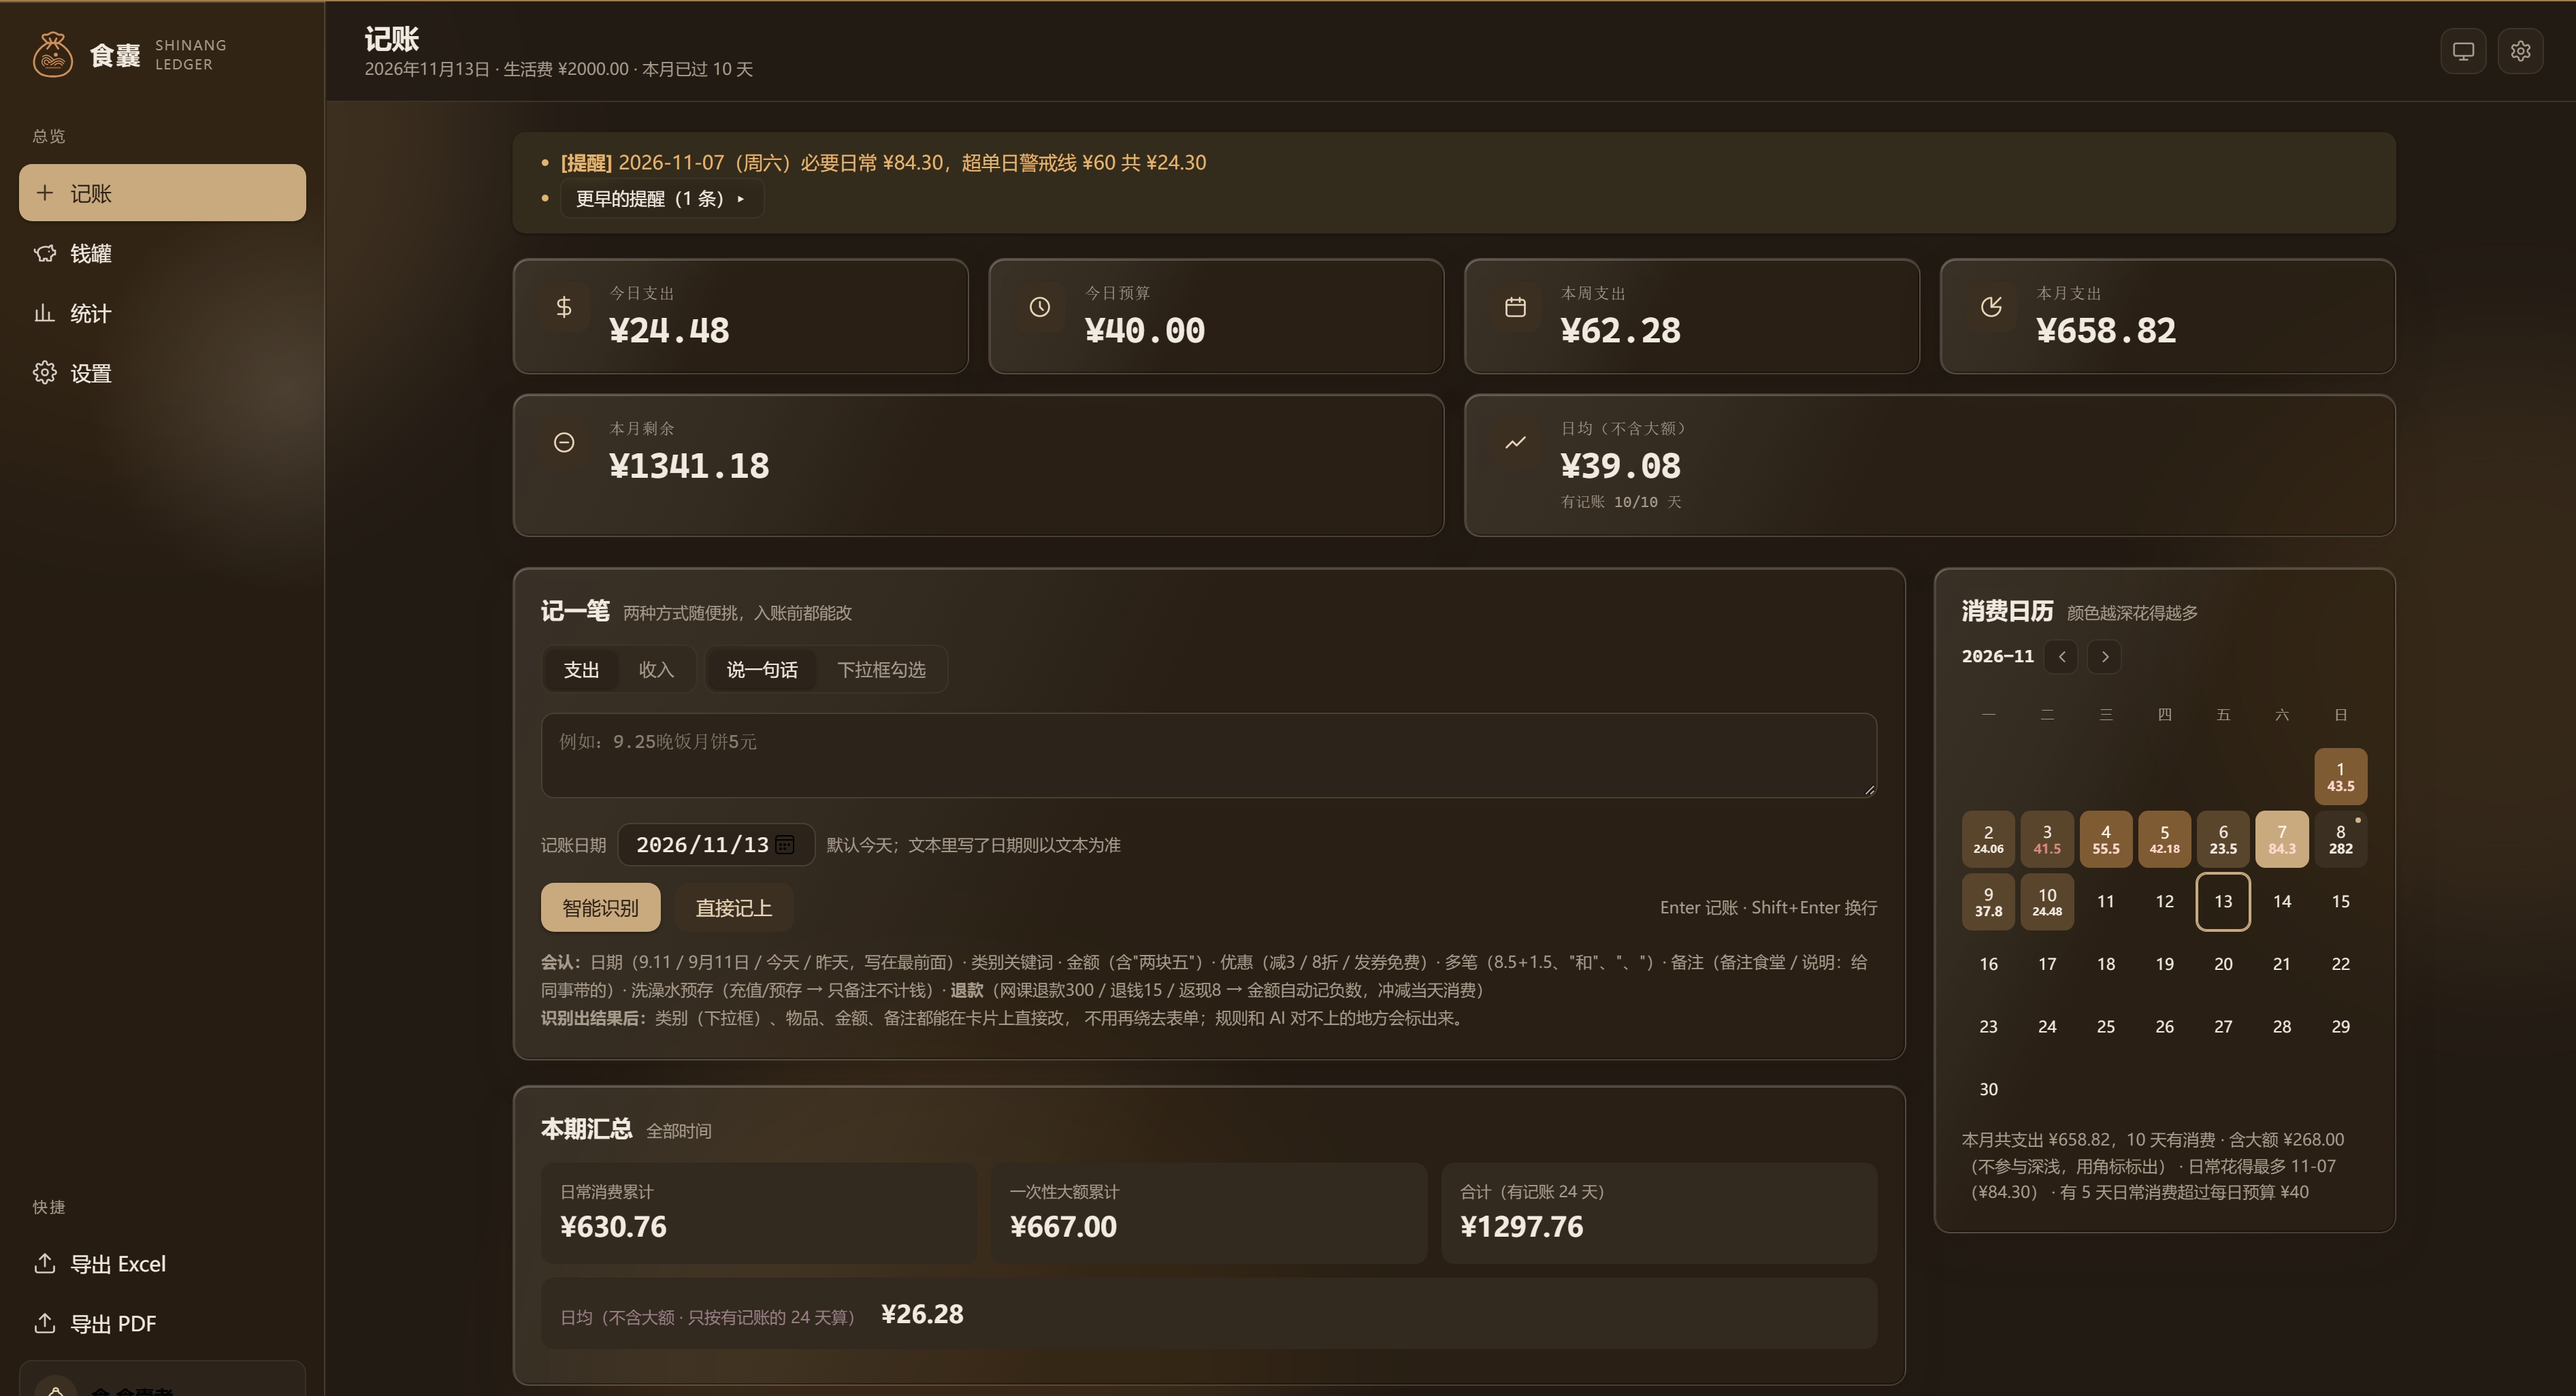 食囊 SHINANG LEDGER
总览
记账
钱罐
统计
设置
快捷
导出 Excel
导出 PDF
记账
2026年11月13日 · 生活费 ¥2000.00 · 本月已过 10 天
[提醒] 2026-11-07（周六）必要日常 ¥84.30，超单日警戒线 ¥60 共 ¥24.30
更早的提醒（1 条）▸
今日支出
¥24.48
今日预算
¥40.00
本周支出
¥62.28
本月支出
¥658.82
本月剩余
¥1341.18
日均（不含大额）
¥39.08
有记账 10/10 天
记一笔 两种方式随便挑，入账前都能改
支出 收入 说一句话 下拉框勾选
例如：9.25晚饭月饼5元
记账日期 2026/11/13 默认今天；文本里写了日期则以文本为准
智能识别 直接记上 Enter 记账 · Shift+Enter 换行
会认：日期（9.11 / 9月11日 / 今天 / 昨天，写在最前面）· 类别关键词 · 金额（含"两块五"）· 优惠（减3 / 8折 / 发券免费）· 多笔（8.5+1.5、"和"、"、"）· 备注（备注食堂 / 说明：给
同事带的）· 洗澡水预存（充值/预存 → 只备注不计钱）· 退款（网课退款300 / 退钱15 / 返现8 → 金额自动记负数，冲减当天消费）
识别出结果后：类别（下拉框）、物品、金额、备注都能在卡片上直接改， 不用再绕去表单；规则和 AI 对不上的地方会标出来。
本期汇总 全部时间
日常消费累计
¥630.76
一次性大额累计
¥667.00
合计（有记账 24 天）
¥1297.76
日均（不含大额 · 只按有记账的 24 天算） ¥26.28
消费日历 颜色越深花得越多
2026-11
一 二 三 四 五 六 日
1
43.5
2 3 4 5 6 7 8
24.06 41.5 55.5 42.18 23.5 84.3 282
9 10 11 12 13 14 15
37.8 24.48
16 17 18 19 20 21 22
23 24 25 26 27 28 29
30
本月共支出 ¥658.82，10 天有消费 · 含大额 ¥268.00
（不参与深浅，用角标标出）· 日常花得最多 11-07
（¥84.30）· 有 5 天日常消费超过每日预算 ¥40